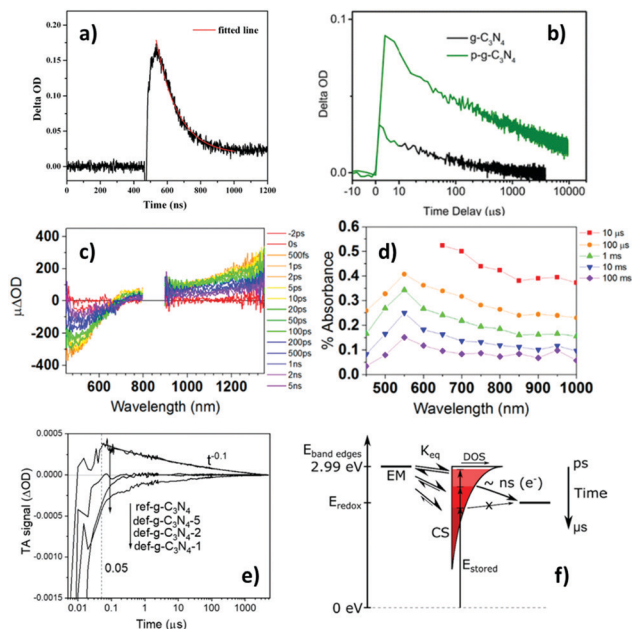 a)
fitted line
Delta OD
0.25
0.20
0.15
0.10
0.05
0.00
0 200 400 600 800 1000 1200
Time (ns)
b)
g-C3N4
p-g-C3N4
Delta OD
0.1
0.0
-10 0 10 100 1000 10000
Time Delay (μs)
c)
μΔOD
400
200
0
-200
-400
600 800 1000 1200
Wavelength (nm)
-2ps
0s
500fs
1ps
2ps
5ps
10ps
20ps
50ps
100ps
200ps
500ps
1ns
2ns
5ns
d)
% Absorbance
0.6
0.5
0.4
0.3
0.2
0.1
0.0
500 600 700 800 900 1000
Wavelength (nm)
10 μs
100 μs
1 ms
10 ms
100 ms
e)
TA signal (ΔOD)
0.0005
0.0000
-0.0005
-0.0010
-0.0015
t-0.1
ref-g-C3N4
def-g-C3N4-5
def-g-C3N4-2
def-g-C3N4-1
0.05
0.01 0.1 1 10 100 1000
Time (μs)
f)
Eband edges
2.99 eV
EM
Keq
DOS
~ ns (e-)
ps
Time
μs
Eredox
x
CS
Estored
0 eV